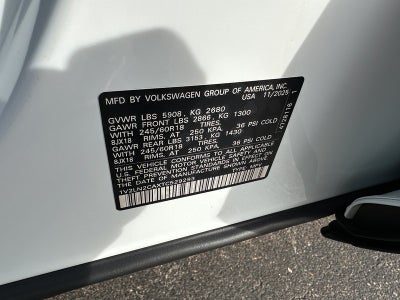 MFD BY VOLKSWAGEN GROUP OF AMERICA, INC.
USA 11/2025
GVWR LBS 5908, KG 2680
GAWR FRONT LBS 2866, KG 1300
WITH 245/60R18 TIRES,
8JX18 RIMS, AT 250 KPA, 36 PSI COLD
GAWR REAR LBS 3153, KG 1430
WITH 245/60R18 TIRES,
8JX18 RIMS, AT 250 KPA, 36 PSI COLD
THIS VEHICLE CONFORMS TO ALL APPLICABLE
FEDERAL MOTOR VEHICLE SAFETY AND
THEFT PREVENTION STANDARDS IN EFFECT ON
THE DATE OF MANUFACTURE SHOWN ABOVE.
TYPE: